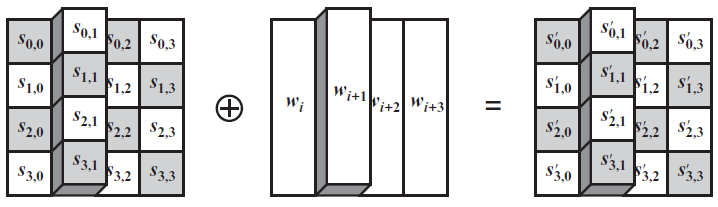 s0,0 s0,1 s0,2 s0,3 s′0,0 s′0,1 s′0,2 s′0,3
s1,0 s1,1 s1,2 s1,3 wi wi+1 wi+2 wi+3 s′1,0 s′1,1 s′1,2 s′1,3
⊕ =
s2,0 s2,1 s2,2 s2,3 s′2,0 s′2,1 s′2,2 s′2,3
s3,0 s3,1 s3,2 s3,3 s′3,0 s′3,1 s′3,2 s′3,3